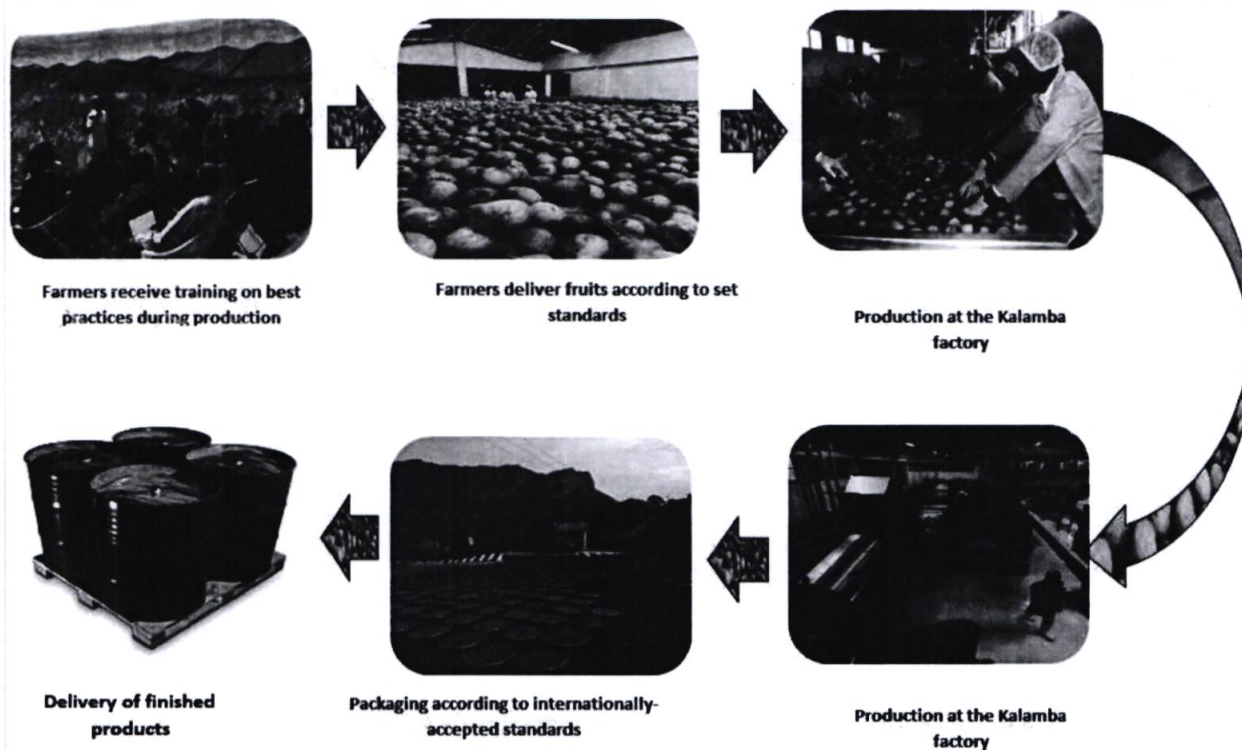 Farmers receive training on best
practices during production
Farmers deliver fruits according to set
standards
Production at the Kalamba
factory
Production at the Kalamba
factory
Packaging according to internationally-
accepted standards
Delivery of finished
products